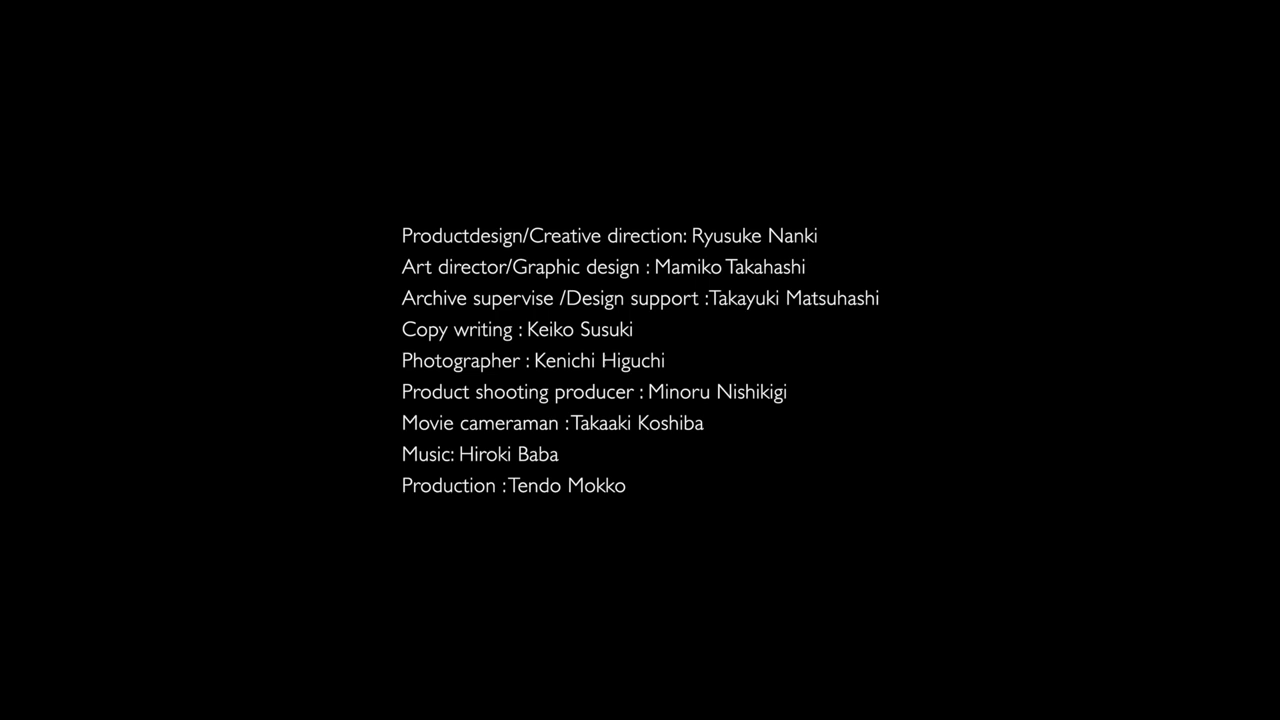 Productdesign/Creative direction: Ryusuke Nanki
Art director/Graphic design : Mamiko Takahashi
Archive supervise /Design support :Takayuki Matsuhashi
Copy writing : Keiko Susuki
Photographer : Kenichi Higuchi
Product shooting producer : Minoru Nishikigi
Movie cameraman :Takaaki Koshiba
Music: Hiroki Baba
Production :Tendo Mokko